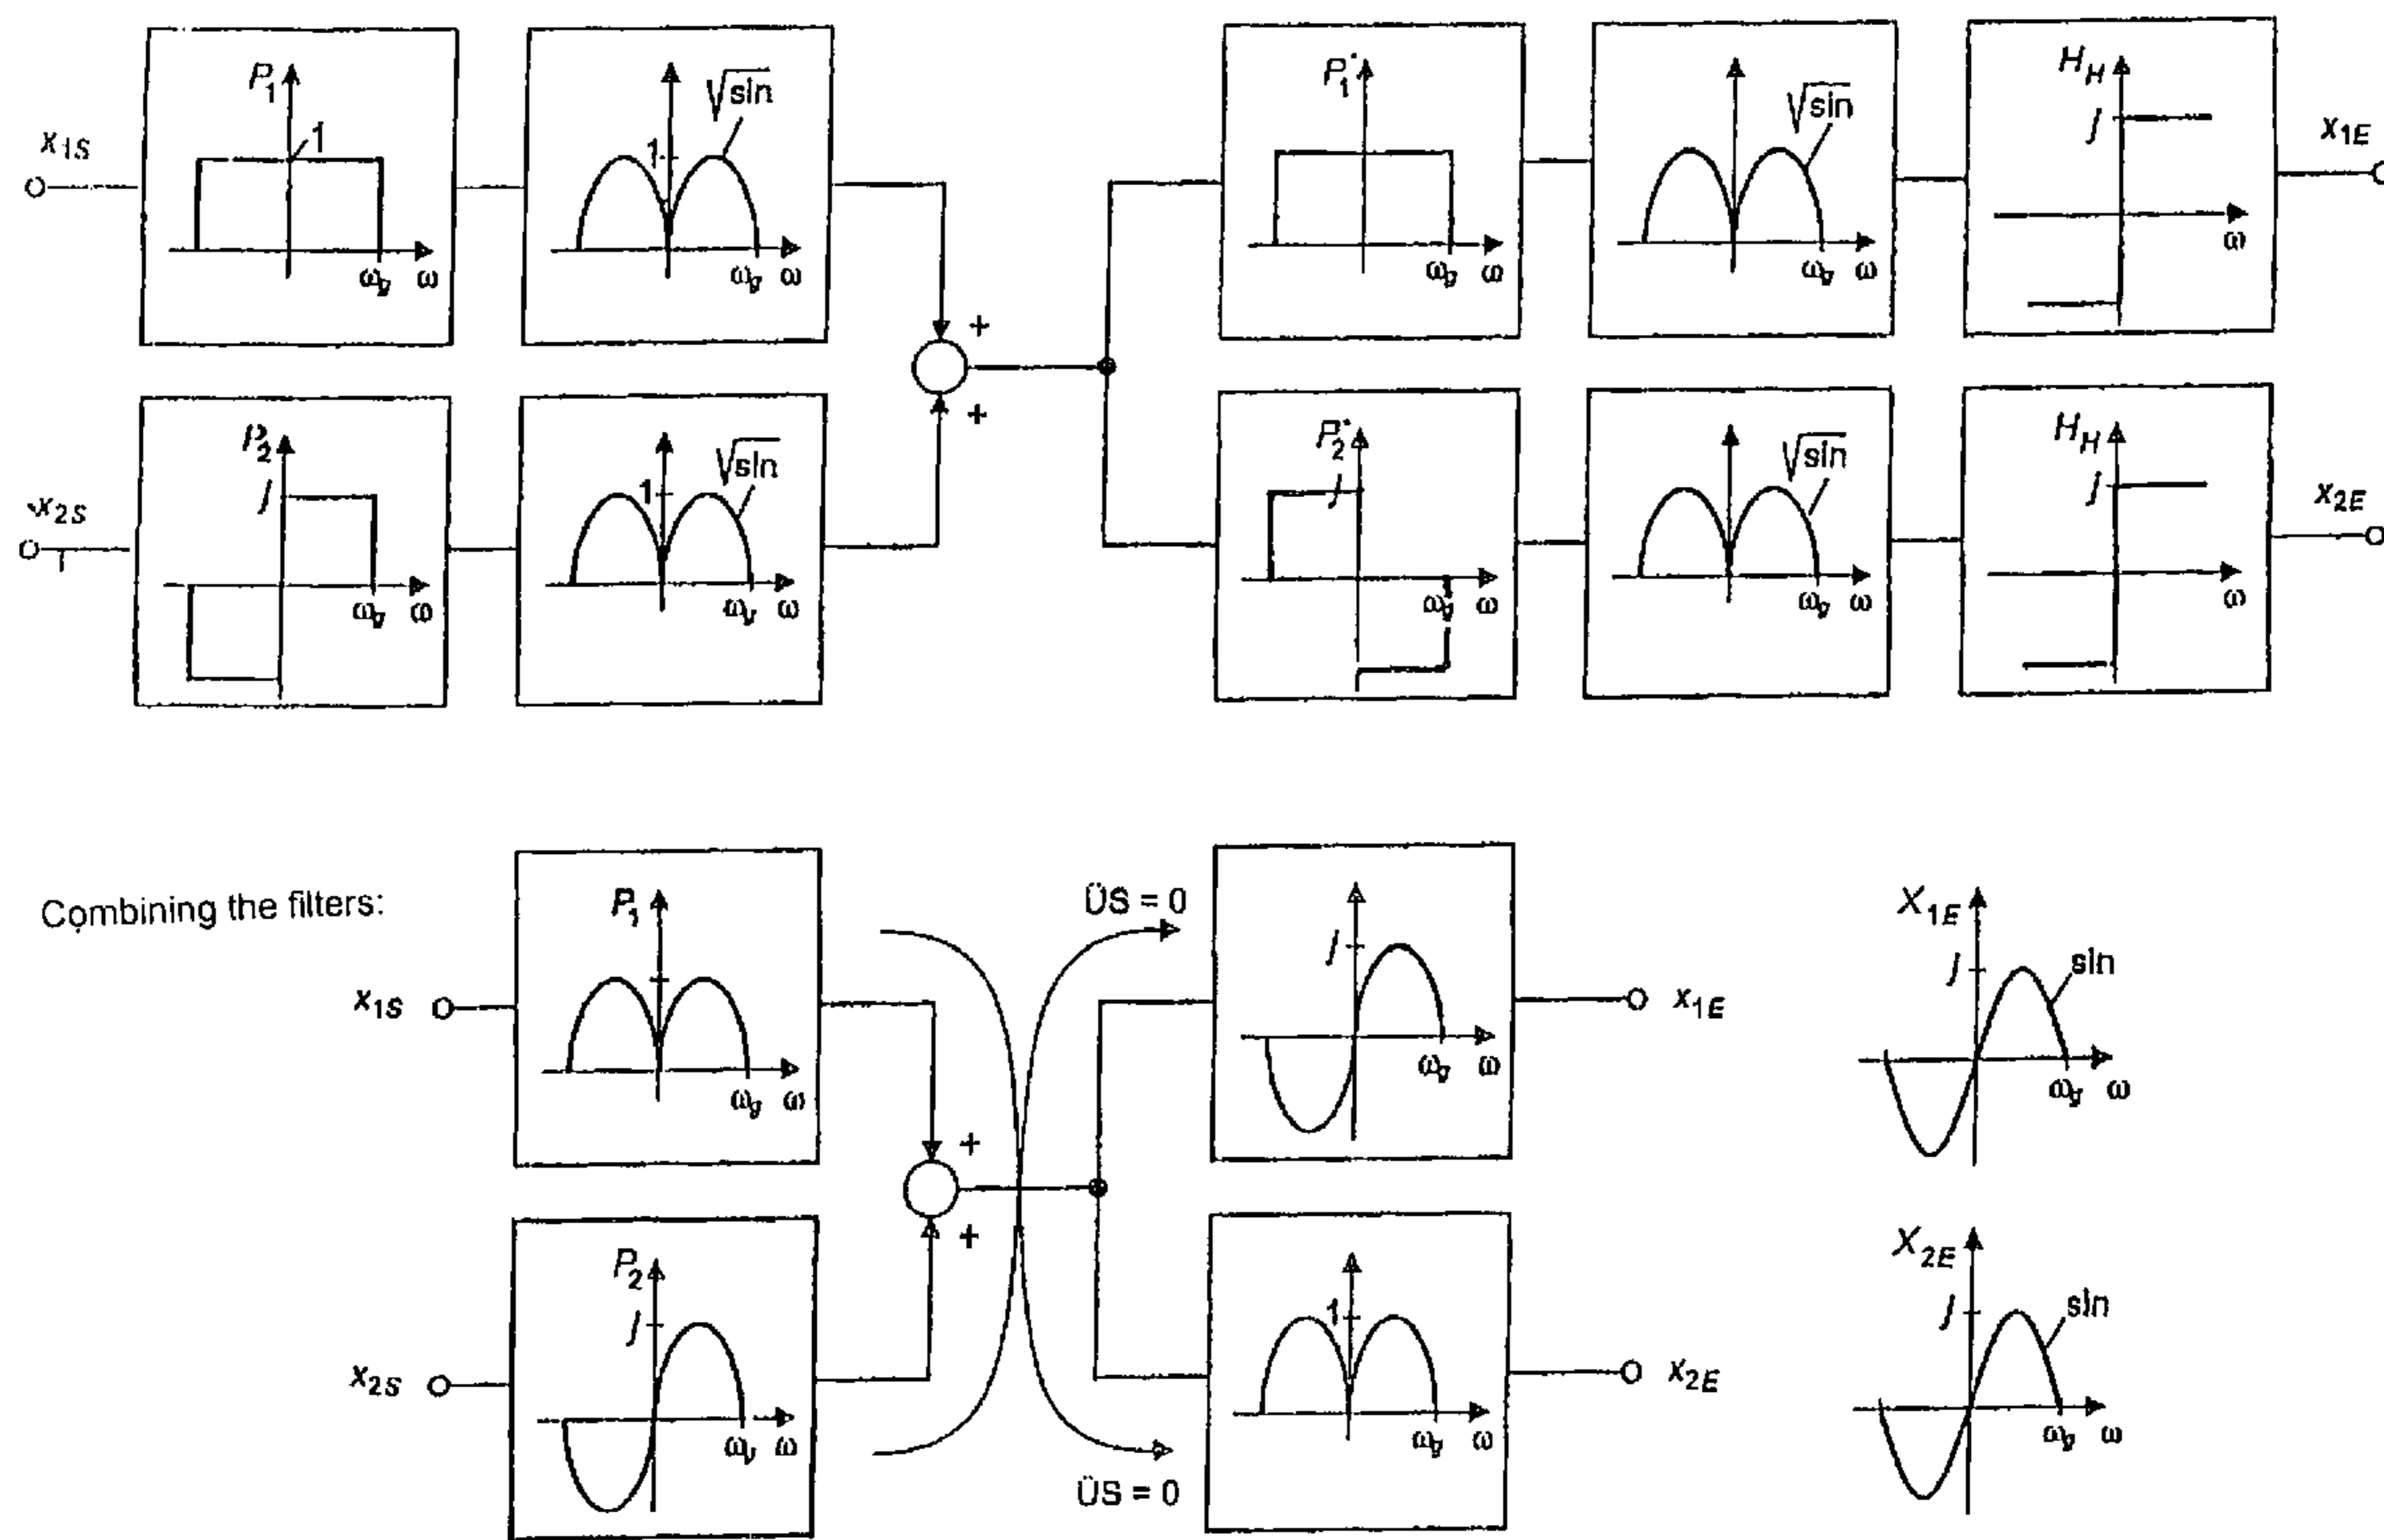 P1
1
x1S
ωg ω
√sin
1
ωg ω
P1*
ωg ω
√sin
ωg ω
HH
j
ω
x1E
+
+
P2
j
x2S
ωg ω
√sin
1
ωg ω
P2*
j
ωg ω
√sin
ωg ω
HH
j
ω
x2E
Combining the filters:
P1
x1S
ωg ω
ÜS = 0
j
ωg ω
x1E
X1E
j
sin
ωg ω
+
+
P2
j
x2S
ωg ω
ÜS = 0
1
ωg ω
x2E
X2E
j
sin
ωg ω